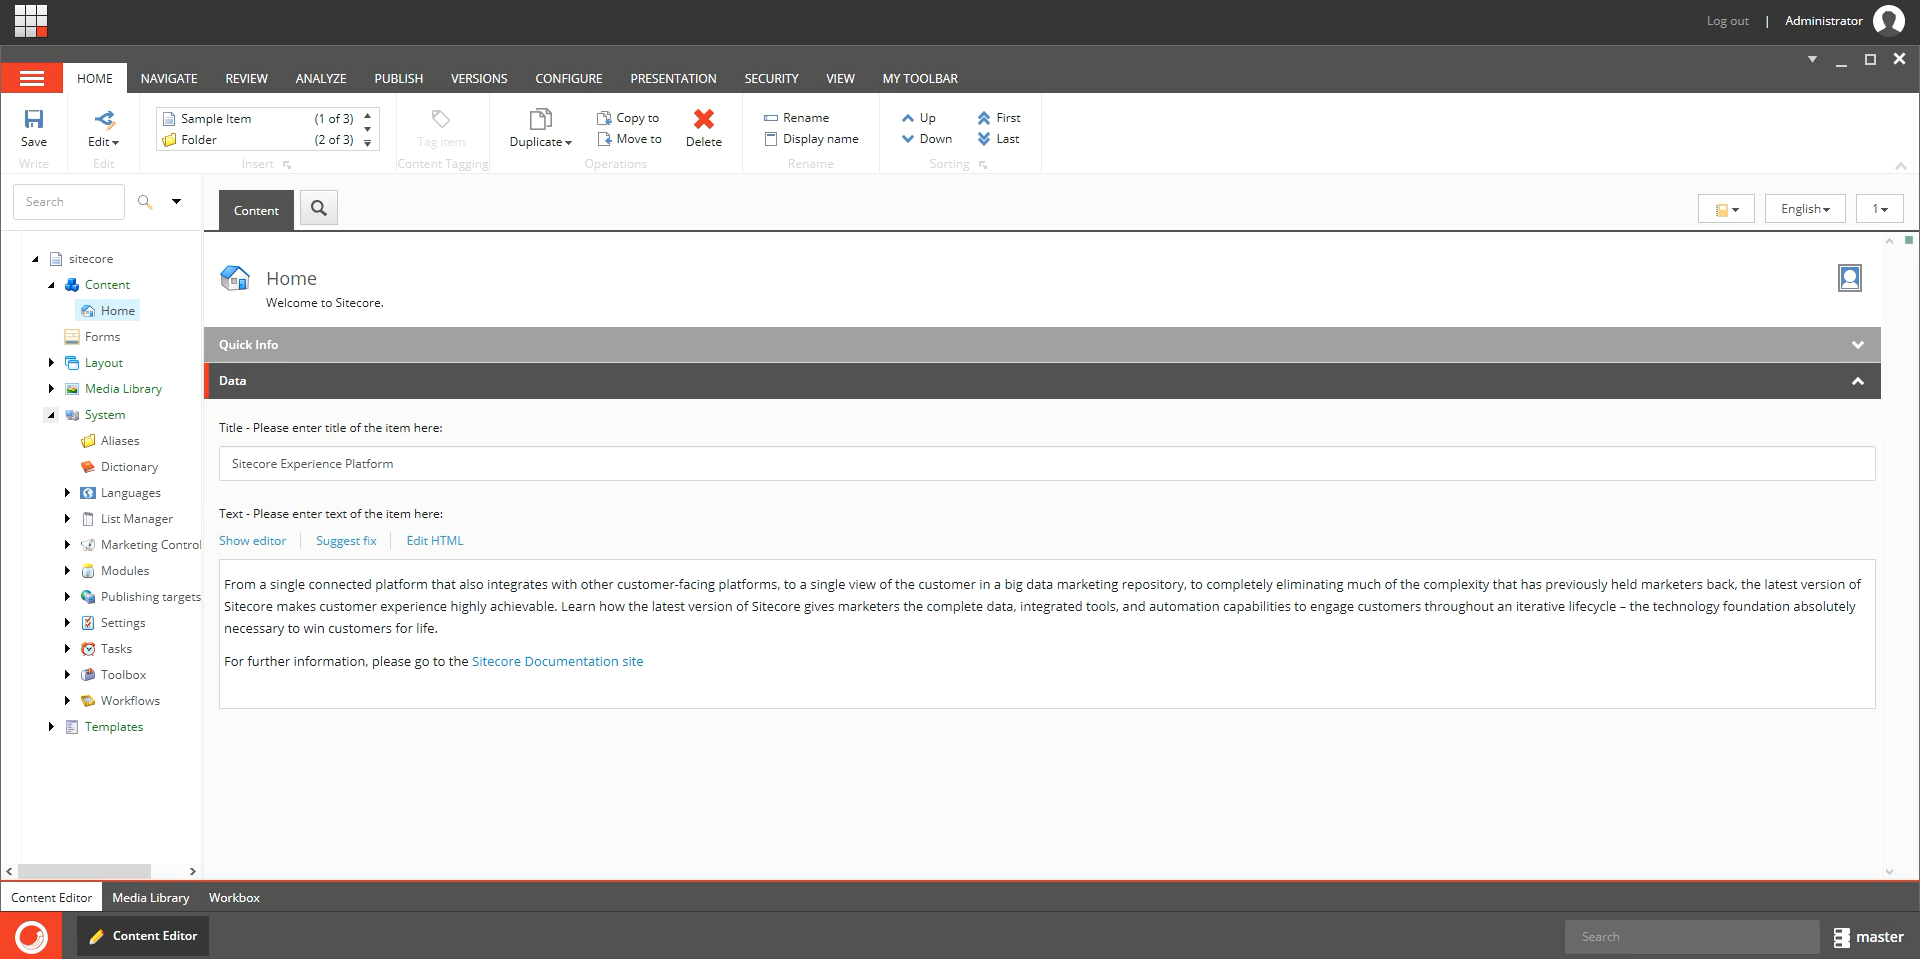 Log out | Administrator
HOME NAVIGATE REVIEW ANALYZE PUBLISH VERSIONS CONFIGURE PRESENTATION SECURITY VIEW MY TOOLBAR
Save
Write
Edit
Edit
Sample Item (1 of 3)
Folder (2 of 3)
Insert
Tag item
Content Tagging
Duplicate
Copy to
Move to
Delete
Operations
Rename
Display name
Rename
Up First
Down Last
Sorting
Search
Content
English 1
sitecore
Content
Home
Forms
Layout
Media Library
System
Aliases
Dictionary
Languages
List Manager
Marketing Control
Modules
Publishing targets
Settings
Tasks
Toolbox
Workflows
Templates
Home
Welcome to Sitecore.
Quick Info
Data
Title - Please enter title of the item here:
Sitecore Experience Platform
Text - Please enter text of the item here:
Show editor Suggest fix Edit HTML
From a single connected platform that also integrates with other customer-facing platforms, to a single view of the customer in a big data marketing repository, to completely eliminating much of the complexity that has previously held marketers back, the latest version of
Sitecore makes customer experience highly achievable. Learn how the latest version of Sitecore gives marketers the complete data, integrated tools, and automation capabilities to engage customers throughout an iterative lifecycle – the technology foundation absolutely
necessary to win customers for life.
For further information, please go to the Sitecore Documentation site
Content Editor Media Library Workbox
Content Editor
Search
master